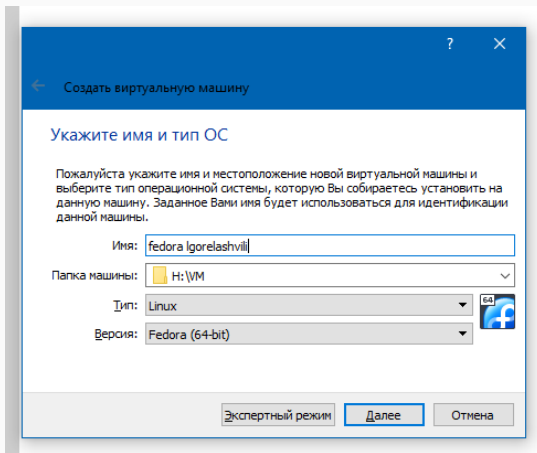 ?
Создать виртуальную машину
Укажите имя и тип ОС
Пожалуйста укажите имя и местоположение новой виртуальной машины и
выберите тип операционной системы, которую Вы собираетесь установить на
данную машину. Заданное Вами имя будет использоваться для идентификации
данной машины.
Имя: fedora lgorelashvili
Папка машины: H:\VM
Тип: Linux
64
Версия: Fedora (64-bit)
Экспертный режим Далее Отмена